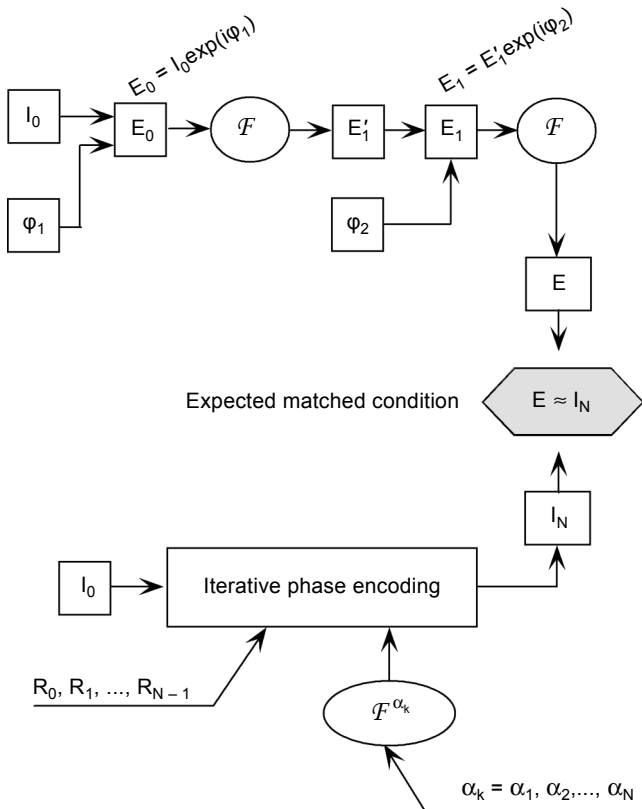 E₀ = I₀exp(iφ₁)
E₁ = E′₁exp(iφ₂)
I₀
E₀
ℱ
E′₁
E₁
ℱ
φ₁
φ₂
E
Expected matched condition
E ≈ I_N
I_N
I₀
Iterative phase encoding
R₀, R₁, ..., R_{N – 1}
ℱ^{α_k}
α_k = α₁, α₂,..., α_N